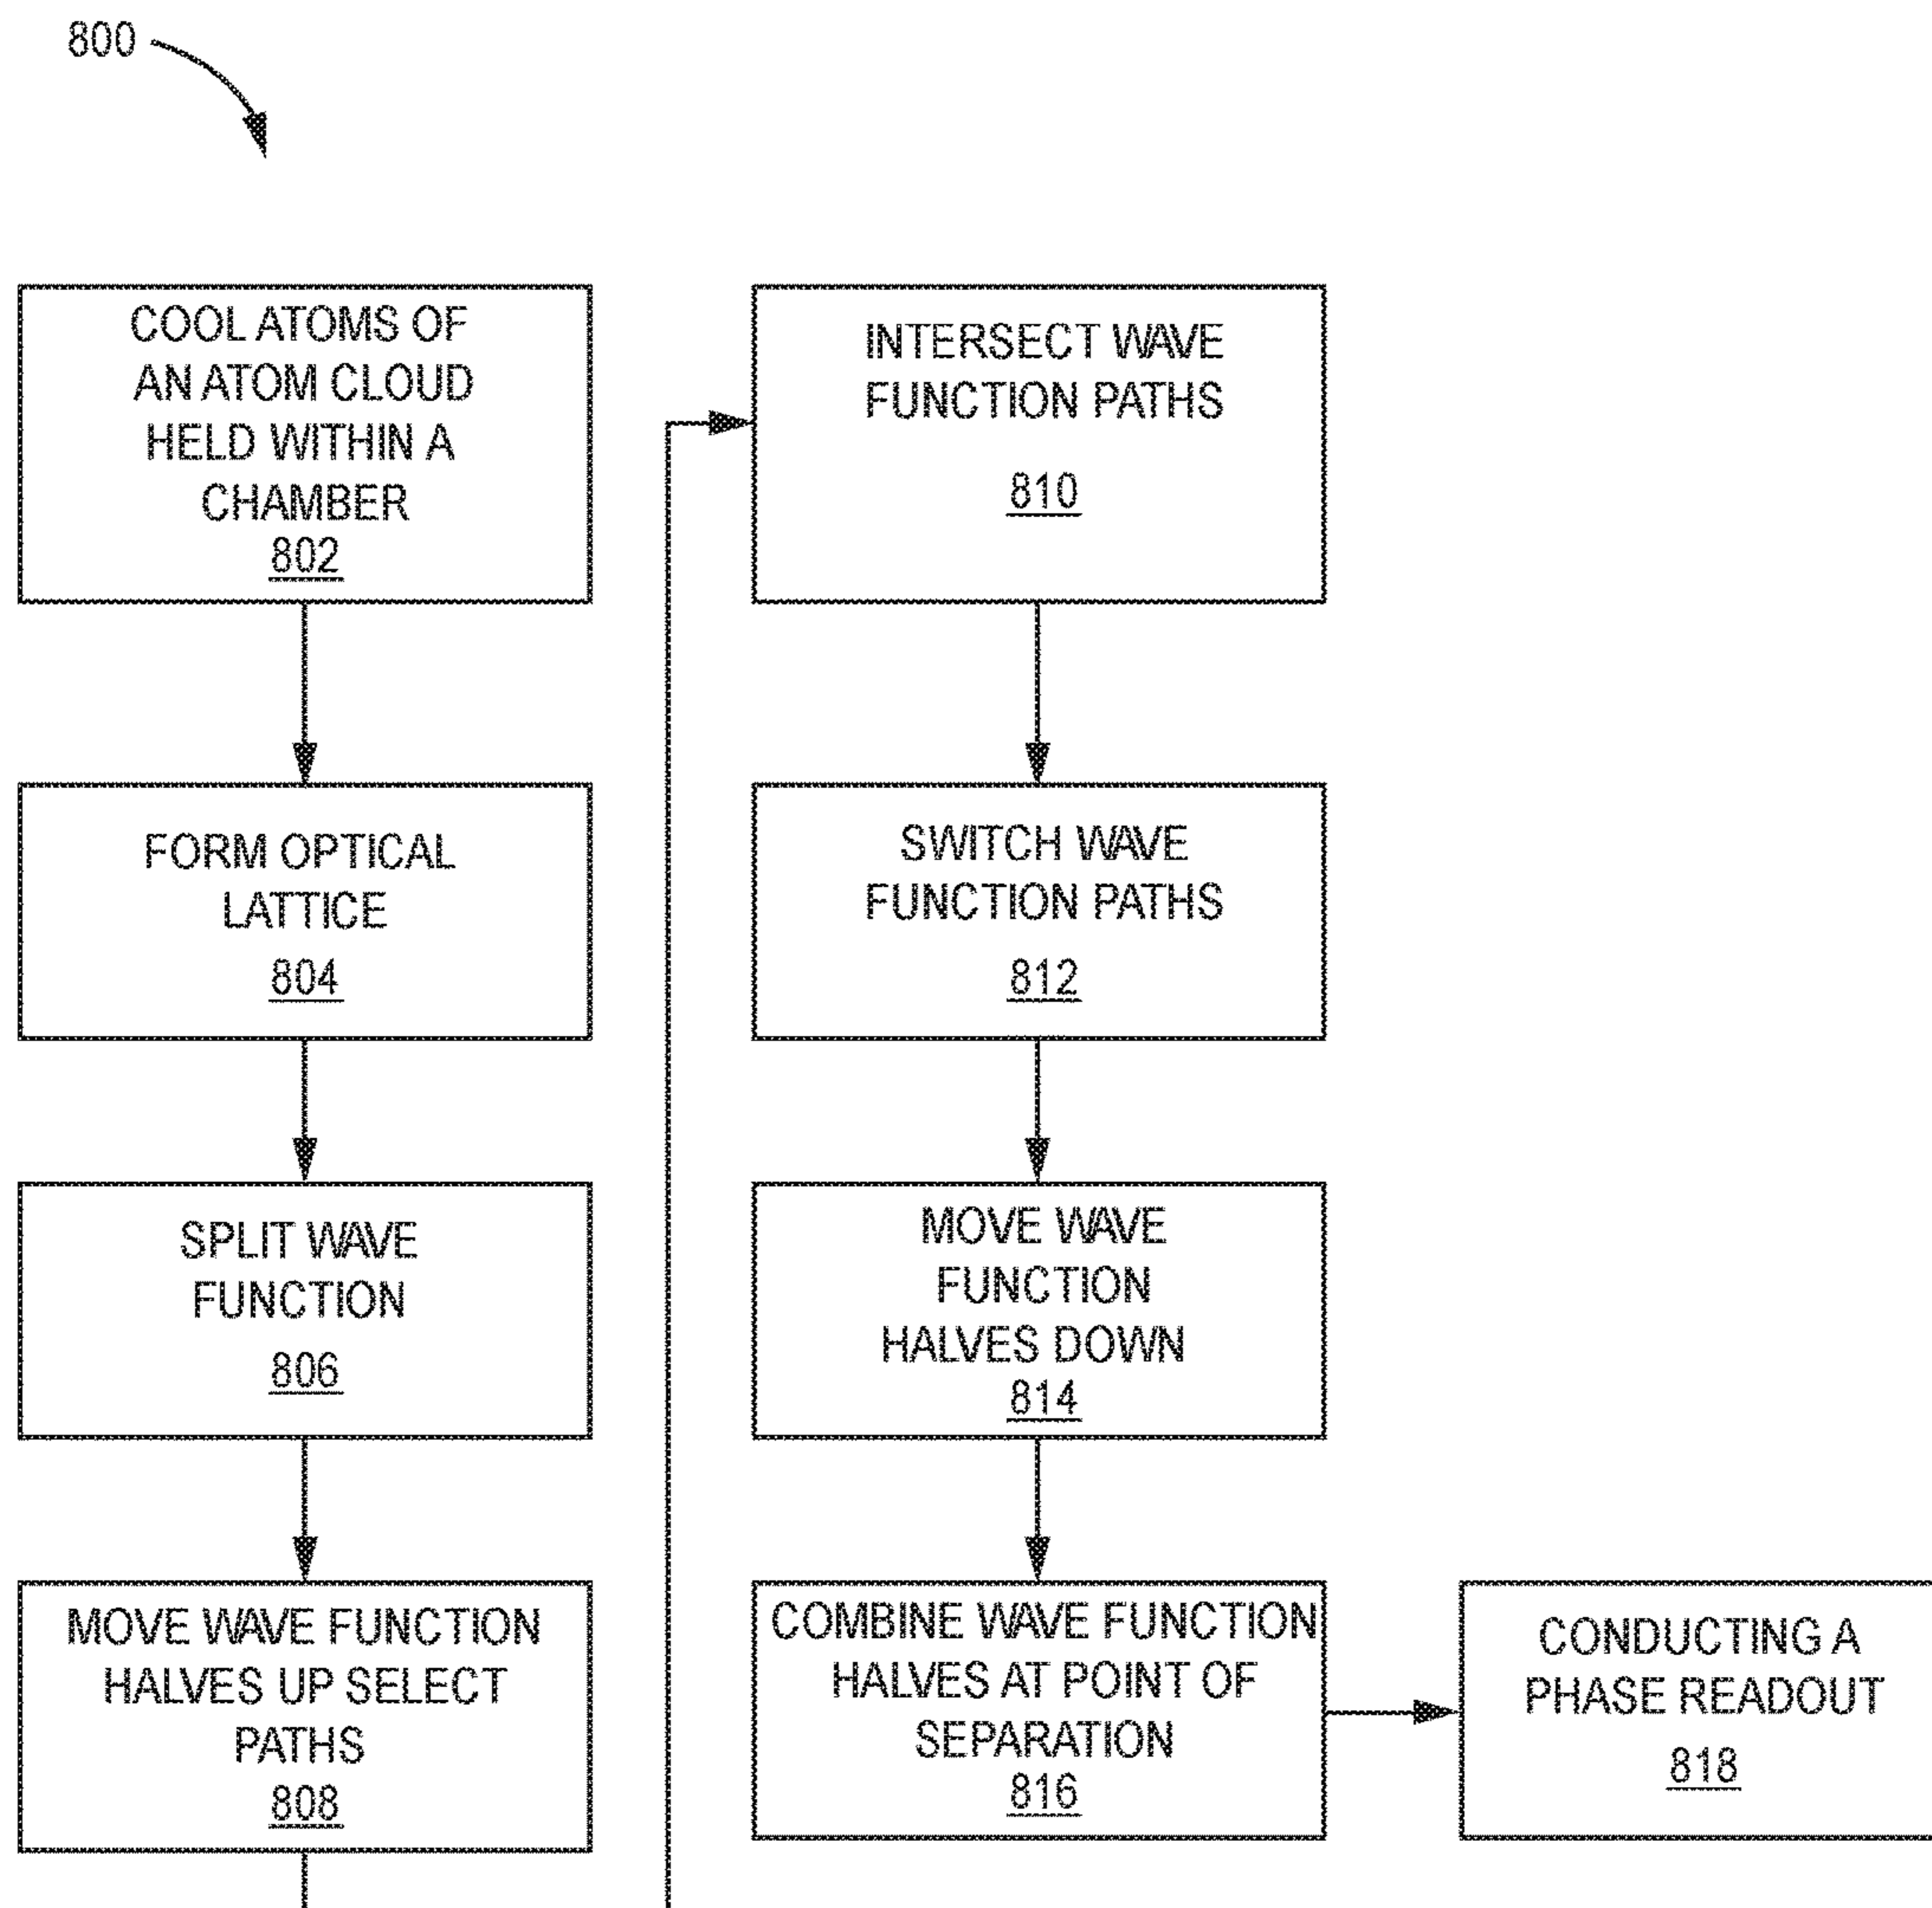 800
COOL ATOMS OF
AN ATOM CLOUD
HELD WITHIN A
CHAMBER
802
FORM OPTICAL
LATTICE
804
SPLIT WAVE
FUNCTION
806
MOVE WAVE FUNCTION
HALVES UP SELECT
PATHS
808
INTERSECT WAVE
FUNCTION PATHS
810
SWITCH WAVE
FUNCTION PATHS
812
MOVE WAVE
FUNCTION
HALVES DOWN
814
COMBINE WAVE FUNCTION
HALVES AT POINT OF
SEPARATION
816
CONDUCTING A
PHASE READOUT
818